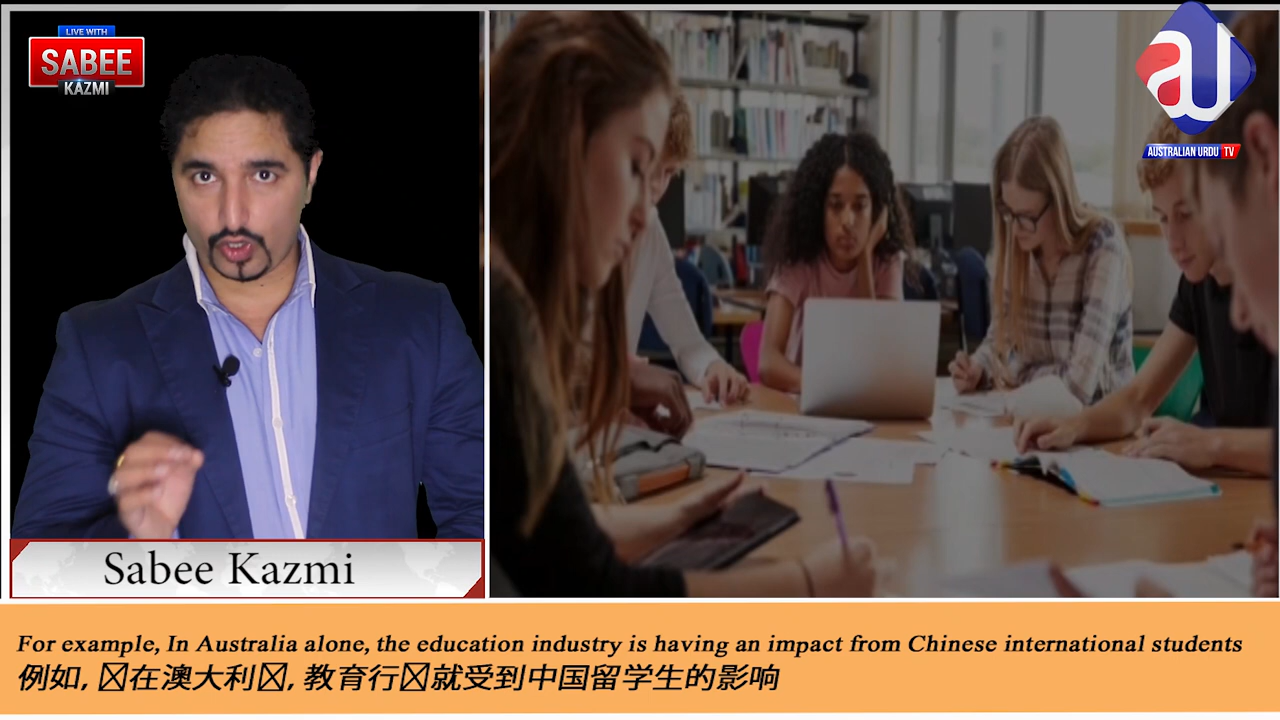 LIVE WITH
SABEE
KAZMI
AUSTRALIAN URDU TV
Sabee Kazmi
For example, In Australia alone, the education industry is having an impact from Chinese international students
例如, 在澳大利, 教育行就受到中国留学生的影响